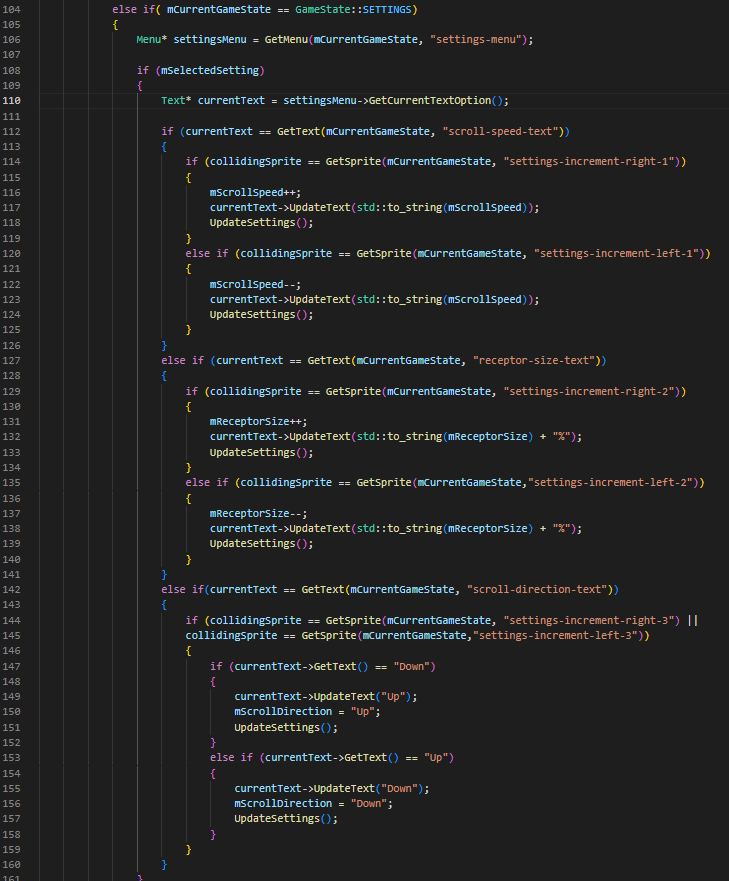 104 else if( mCurrentGameState == GameState::SETTINGS)
105 {
106 Menu* settingsMenu = GetMenu(mCurrentGameState, "settings-menu");
107
108 if (mSelectedSetting)
109 {
110 Text* currentText = settingsMenu->GetCurrentTextOption();
111
112 if (currentText == GetText(mCurrentGameState, "scroll-speed-text"))
113 {
114 if (collidingSprite == GetSprite(mCurrentGameState, "settings-increment-right-1"))
115 {
116 mScrollSpeed++;
117 currentText->UpdateText(std::to_string(mScrollSpeed));
118 UpdateSettings();
119 }
120 else if (collidingSprite == GetSprite(mCurrentGameState, "settings-increment-left-1"))
121 {
122 mScrollSpeed--;
123 currentText->UpdateText(std::to_string(mScrollSpeed));
124 UpdateSettings();
125 }
126 }
127 else if (currentText == GetText(mCurrentGameState, "receptor-size-text"))
128 {
129 if (collidingSprite == GetSprite(mCurrentGameState, "settings-increment-right-2"))
130 {
131 mReceptorSize++;
132 currentText->UpdateText(std::to_string(mReceptorSize) + "%");
133 UpdateSettings();
134 }
135 else if (collidingSprite == GetSprite(mCurrentGameState,"settings-increment-left-2"))
136 {
137 mReceptorSize--;
138 currentText->UpdateText(std::to_string(mReceptorSize) + "%");
139 UpdateSettings();
140 }
141 }
142 else if(currentText == GetText(mCurrentGameState, "scroll-direction-text"))
143 {
144 if (collidingSprite == GetSprite(mCurrentGameState, "settings-increment-right-3") ||
145 collidingSprite == GetSprite(mCurrentGameState,"settings-increment-left-3"))
146 {
147 if (currentText->GetText() == "Down")
148 {
149 currentText->UpdateText("Up");
150 mScrollDirection = "Up";
151 UpdateSettings();
152 }
153 else if (currentText->GetText() == "Up")
154 {
155 currentText->UpdateText("Down");
156 mScrollDirection = "Down";
157 UpdateSettings();
158 }
159 }
160 }
161 }